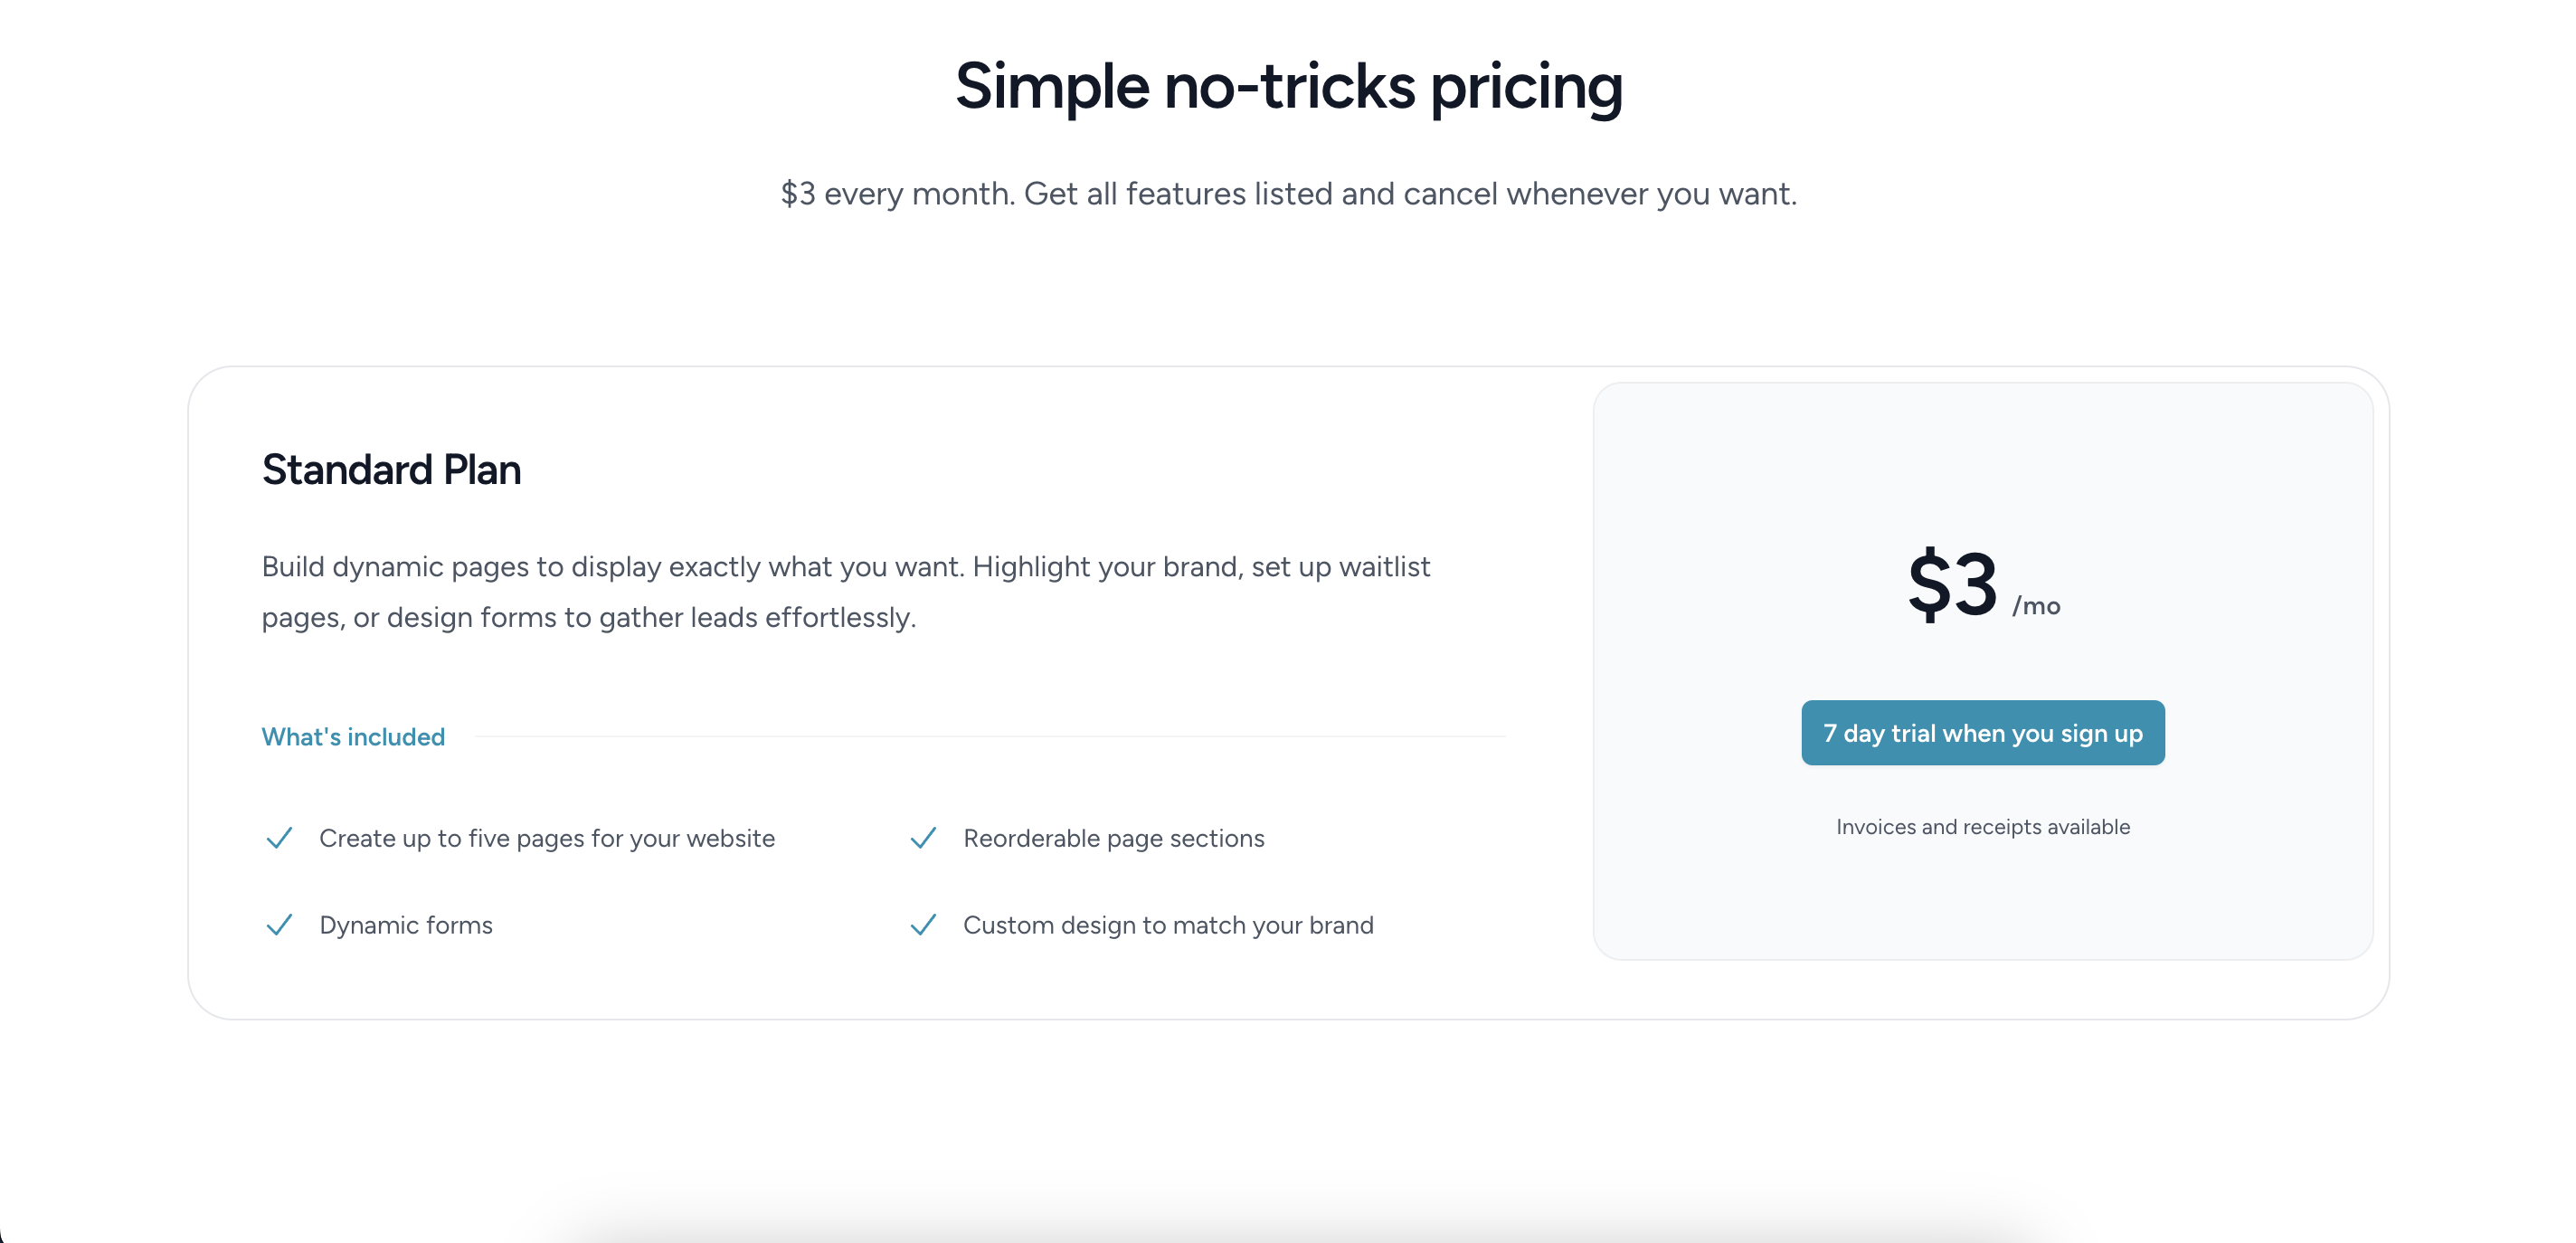 Simple no-tricks pricing
$3 every month. Get all features listed and cancel whenever you want.
Standard Plan
Build dynamic pages to display exactly what you want. Highlight your brand, set up waitlist
pages, or design forms to gather leads effortlessly.
What's included
Create up to five pages for your website
Reorderable page sections
Dynamic forms
Custom design to match your brand
$3 /mo
7 day trial when you sign up
Invoices and receipts available